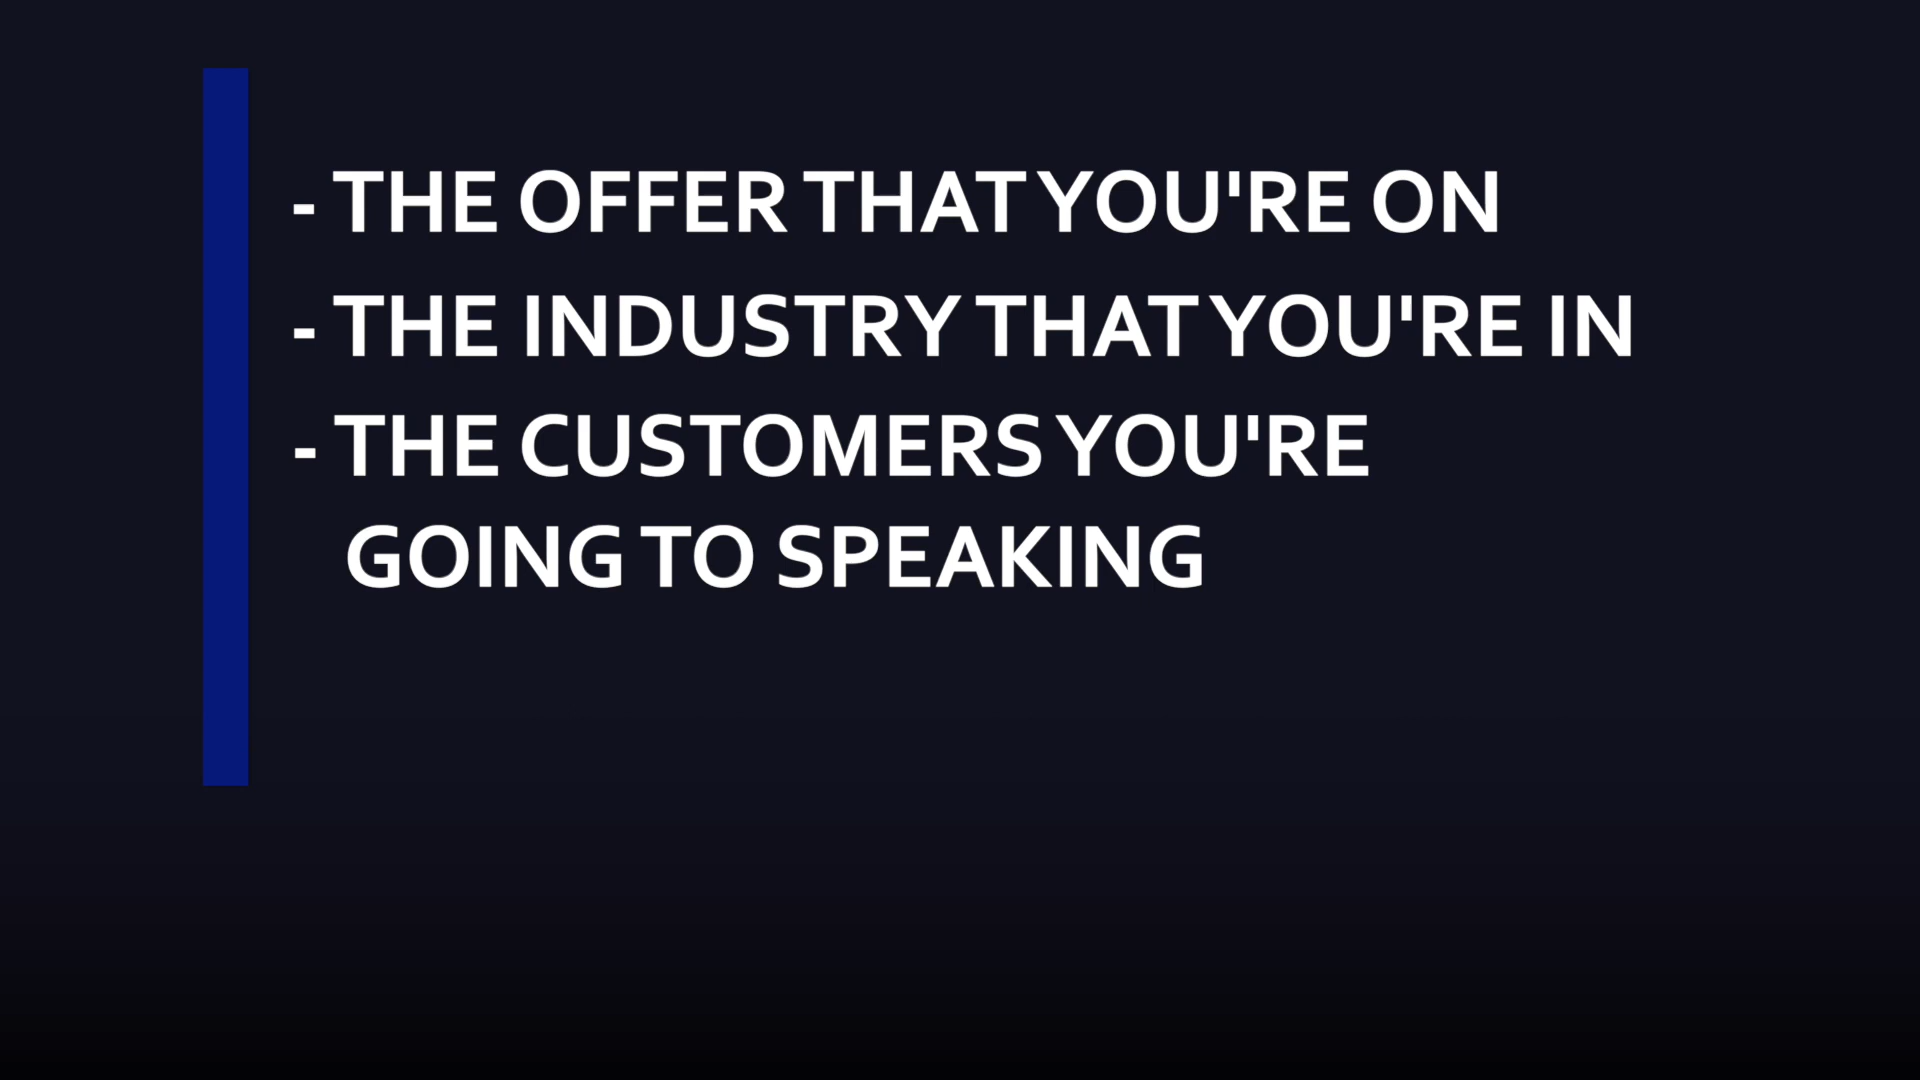 - THE OFFER THAT YOU'RE ON
- THE INDUSTRY THAT YOU'RE IN
- THE CUSTOMERS YOU'RE
GOING TO SPEAKING